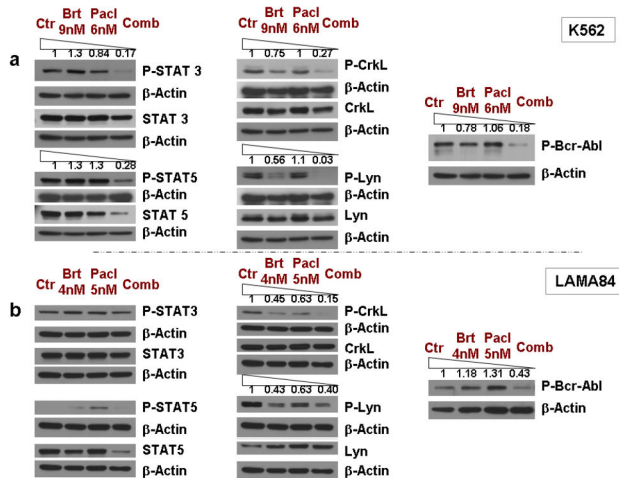 K562
a
Ctr Brt 9nM Pacl 6nM Comb
1 1.3 0.84 0.17
P-STAT 3
β-Actin
STAT 3
β-Actin
1 1.3 1.3 0.28
P-STAT5
β-Actin
STAT 5
β-Actin
Ctr Brt 9nM Pacl 6nM Comb
1 0.75 1 0.27
P-CrkL
β-Actin
CrkL
β-Actin
1 0.56 1.1 0.03
P-Lyn
β-Actin
Lyn
β-Actin
Ctr Brt 9nM Pacl 6nM Comb
1 0.78 1.06 0.18
P-Bcr-Abl
β-Actin
LAMA84
b
Ctr Brt 4nM Pacl 5nM Comb
P-STAT3
β-Actin
STAT3
β-Actin
P-STAT5
β-Actin
STAT5
β-Actin
Ctr Brt 4nM Pacl 5nM Comb
1 0.45 0.63 0.15
P-CrkL
β-Actin
CrkL
β-Actin
1 0.43 0.63 0.40
P-Lyn
β-Actin
Lyn
β-Actin
Ctr Brt 4nM Pacl 5nM Comb
1 1.18 1.31 0.43
P-Bcr-Abl
β-Actin